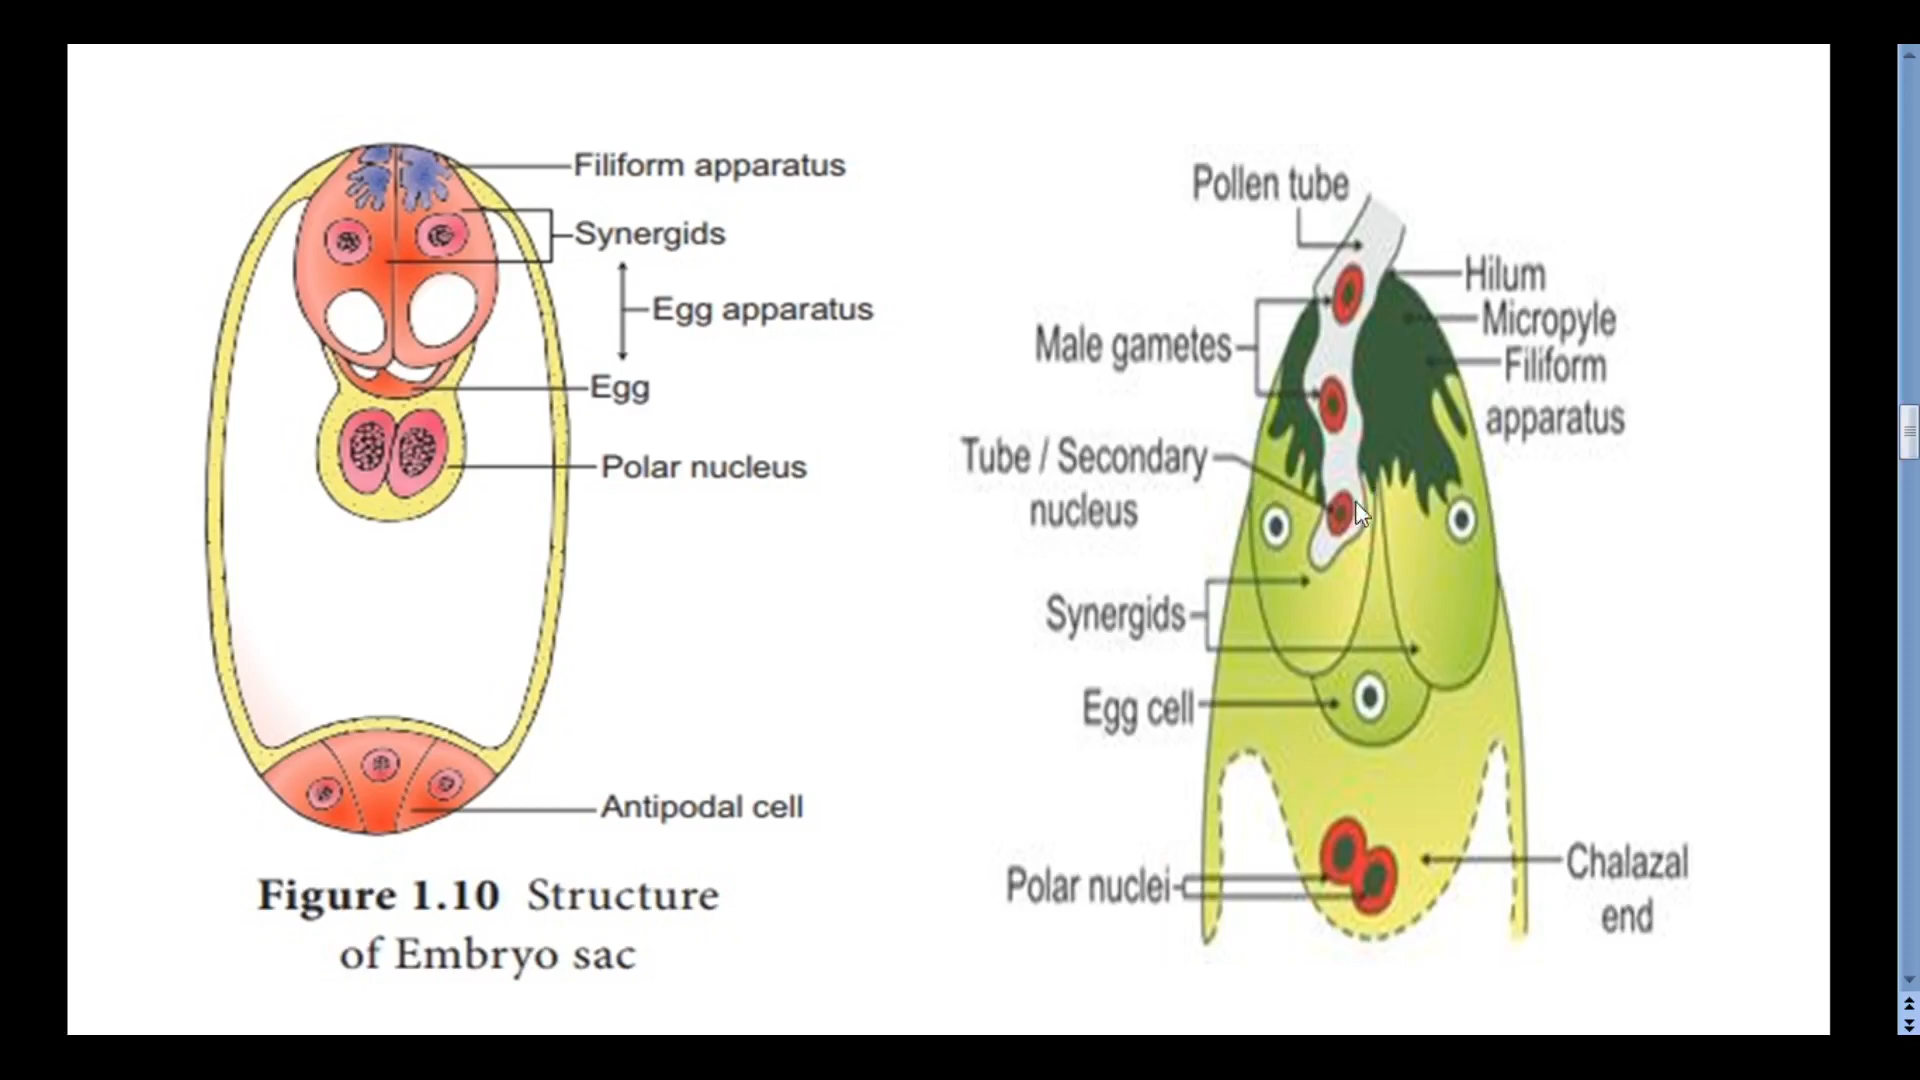 Filiform apparatus
Synergids
Egg apparatus
Egg
Polar nucleus
Antipodal cell
Figure 1.10 Structure
of Embryo sac
Pollen tube
Hilum
Micropyle
Filiform
apparatus
Male gametes
Tube / Secondary
nucleus
Synergids
Egg cell
Polar nuclei
Chalazal
end